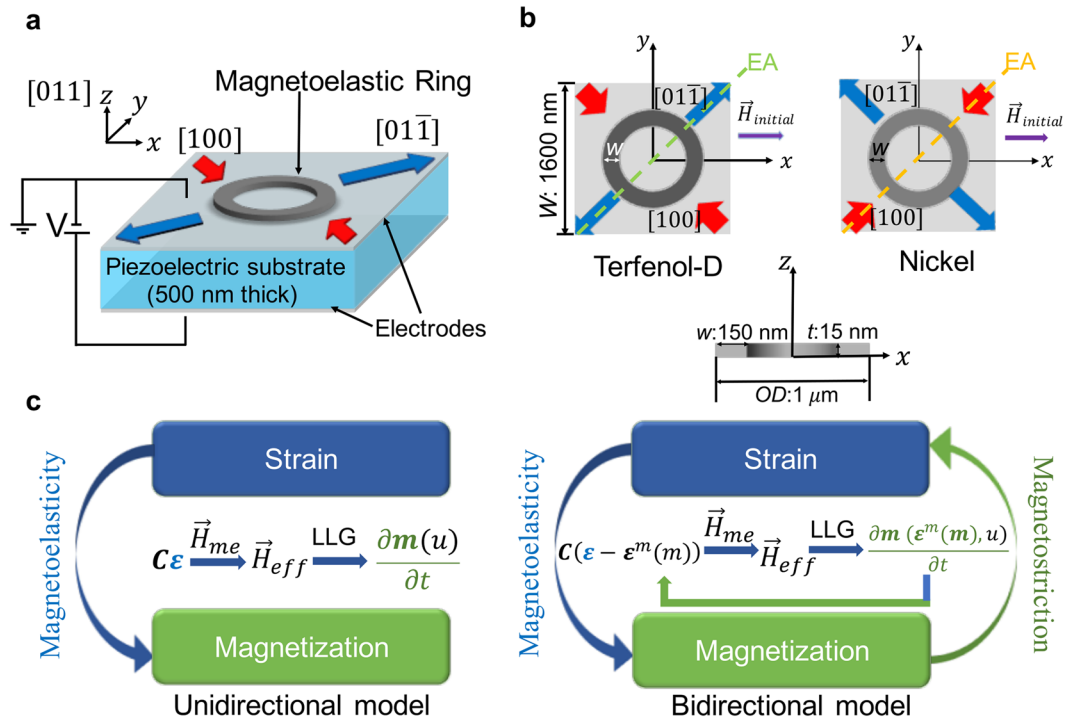 a
Magnetoelastic Ring
[011]
z
y
x
[100]
[011̅]
V
Piezoelectric substrate
(500 nm thick)
Electrodes
b
y
EA
[011̅]
H⃗initial
W: 1600 nm
w
x
[100]
Terfenol-D
y
EA
[011̅]
H⃗initial
w
x
[100]
Nickel
z
w:150 nm
t:15 nm
x
OD:1 μm
c
Magnetoelasticity
Strain
Cε H⃗me H⃗eff LLG ∂m(u)/∂t
Magnetization
Unidirectional model
Magnetoelasticity
Strain
C(ε − εᵐ(m)) H⃗me H⃗eff LLG ∂m (εᵐ(m), u)/∂t
Magnetization
Magnetostriction
Bidirectional model